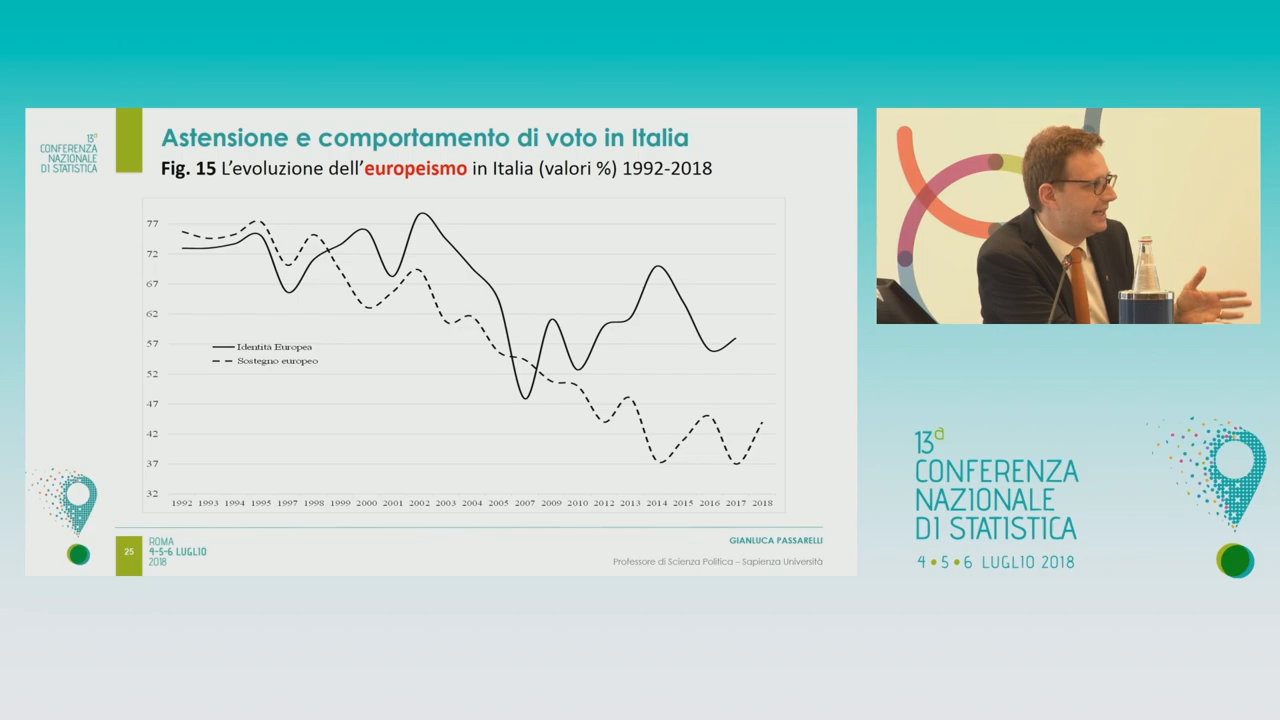 13ª
CONFERENZA
NAZIONALE
DI STATISTICA
Astensione e comportamento di voto in Italia
Fig. 15 L'evoluzione dell'europeismo in Italia (valori %) 1992-2018
77
72
67
62
57
52
47
42
37
32
Identità Europea
Sostegno europeo
1992 1993 1994 1995 1997 1998 1999 2000 2001 2002 2003 2004 2005 2007 2009 2010 2012 2013 2014 2015 2016 2017 2018
25
ROMA
4-5-6 LUGLIO
2018
GIANLUCA PASSARELLI
Professore di Scienza Politica – Sapienza Università
13ª
CONFERENZA
NAZIONALE
DI STATISTICA
4•5•6 LUGLIO 2018